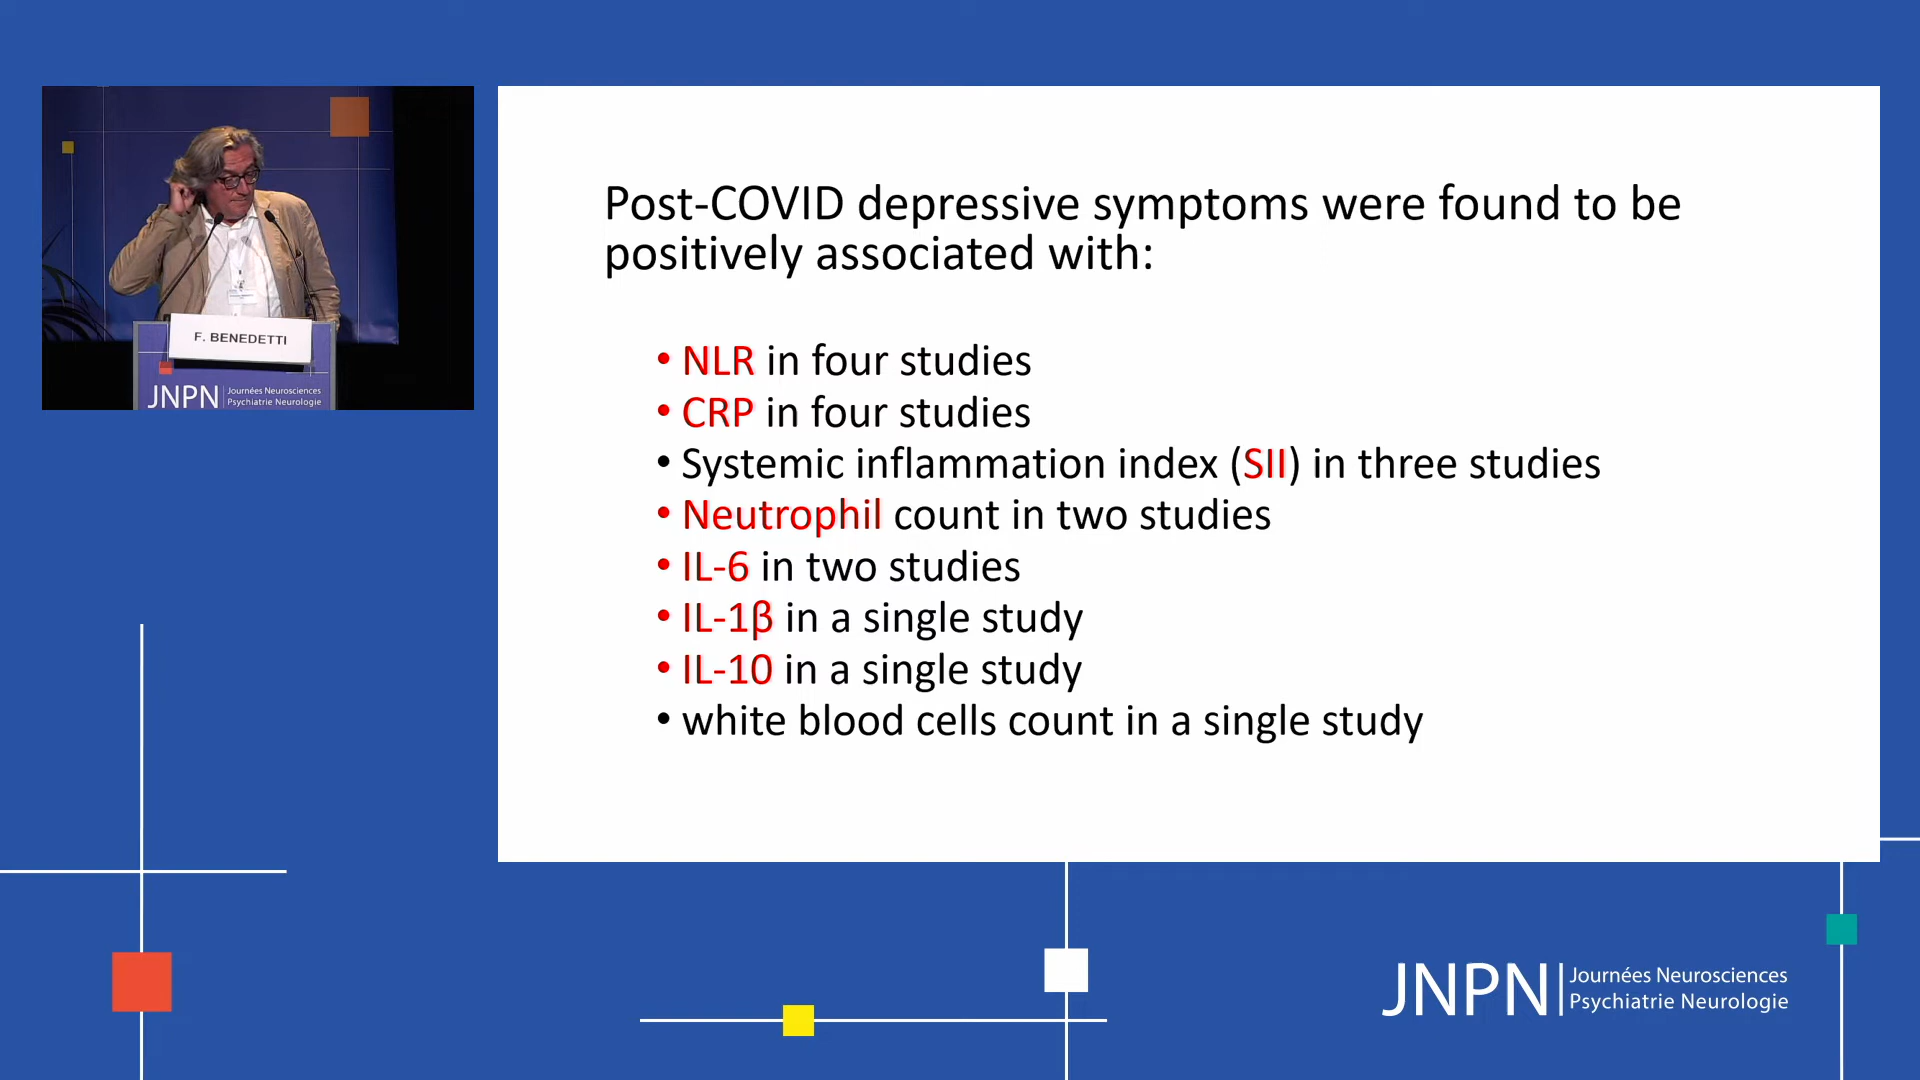 F. BENEDETTI
JNPN Journées Neurosciences
Psychiatrie Neurologie
Post-COVID depressive symptoms were found to be
positively associated with:
• NLR in four studies
• CRP in four studies
• Systemic inflammation index (SII) in three studies
• Neutrophil count in two studies
• IL-6 in two studies
• IL-1β in a single study
• IL-10 in a single study
• white blood cells count in a single study
JNPN Journées Neurosciences
Psychiatrie Neurologie